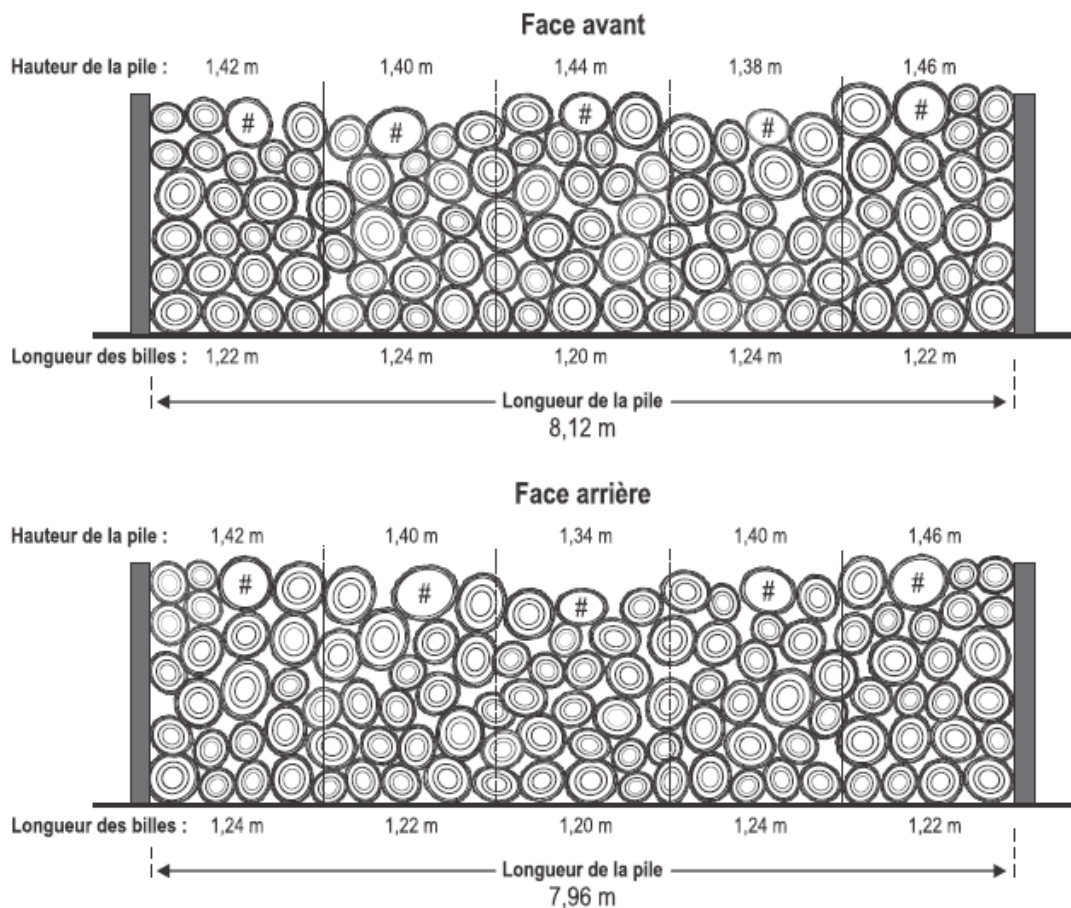 Face avant
Hauteur de la pile : 1,42 m 1,40 m 1,44 m 1,38 m 1,46 m
# # # # #
Longueur des billes : 1,22 m 1,24 m 1,20 m 1,24 m 1,22 m
Longueur de la pile
8,12 m
Face arrière
Hauteur de la pile : 1,42 m 1,40 m 1,34 m 1,40 m 1,46 m
# # # # #
Longueur des billes : 1,24 m 1,22 m 1,20 m 1,24 m 1,22 m
Longueur de la pile
7,96 m